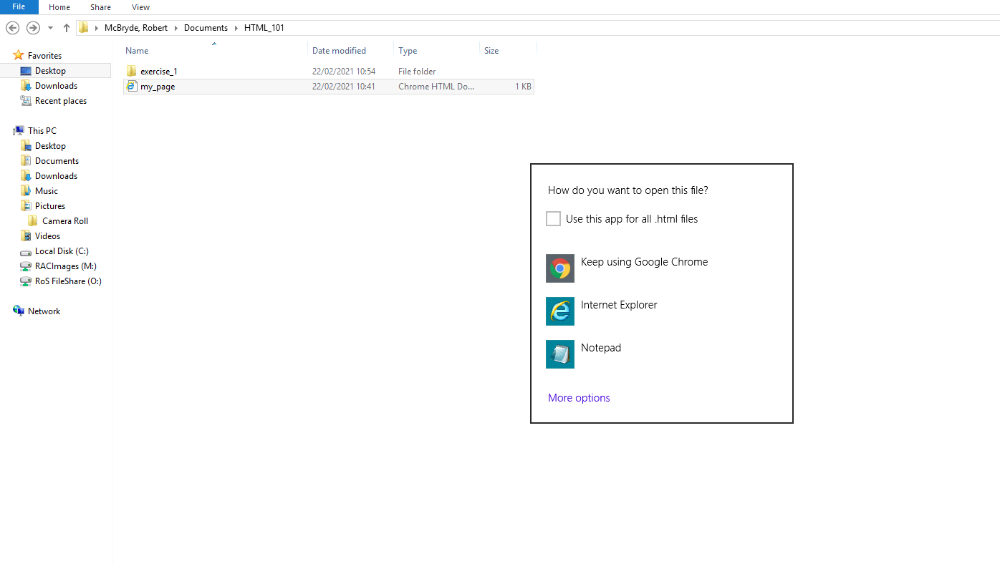 File Home Share View
McBryde, Robert Documents HTML_101
Name Date modified Type Size
Favorites
Desktop
Downloads
Recent places
This PC
Desktop
Documents
Downloads
Music
Pictures
Camera Roll
Videos
Local Disk (C:)
RACImages (M:)
RoS FileShare (O:)
Network
exercise_1 22/02/2021 10:54 File folder
my_page 22/02/2021 10:41 Chrome HTML Do... 1 KB
How do you want to open this file?
Use this app for all .html files
Keep using Google Chrome
Internet Explorer
Notepad
More options